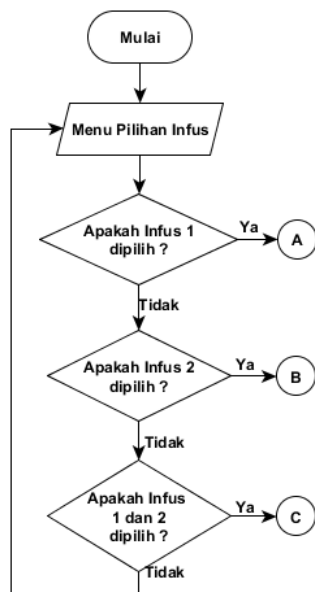 Mulai
Menu Pilihan Infus
Apakah Infus 1
dipilih ?
Ya
A
Tidak
Apakah Infus 2
dipilih ?
Ya
B
Tidak
Apakah Infus
1 dan 2
dipilih ?
Ya
C
Tidak